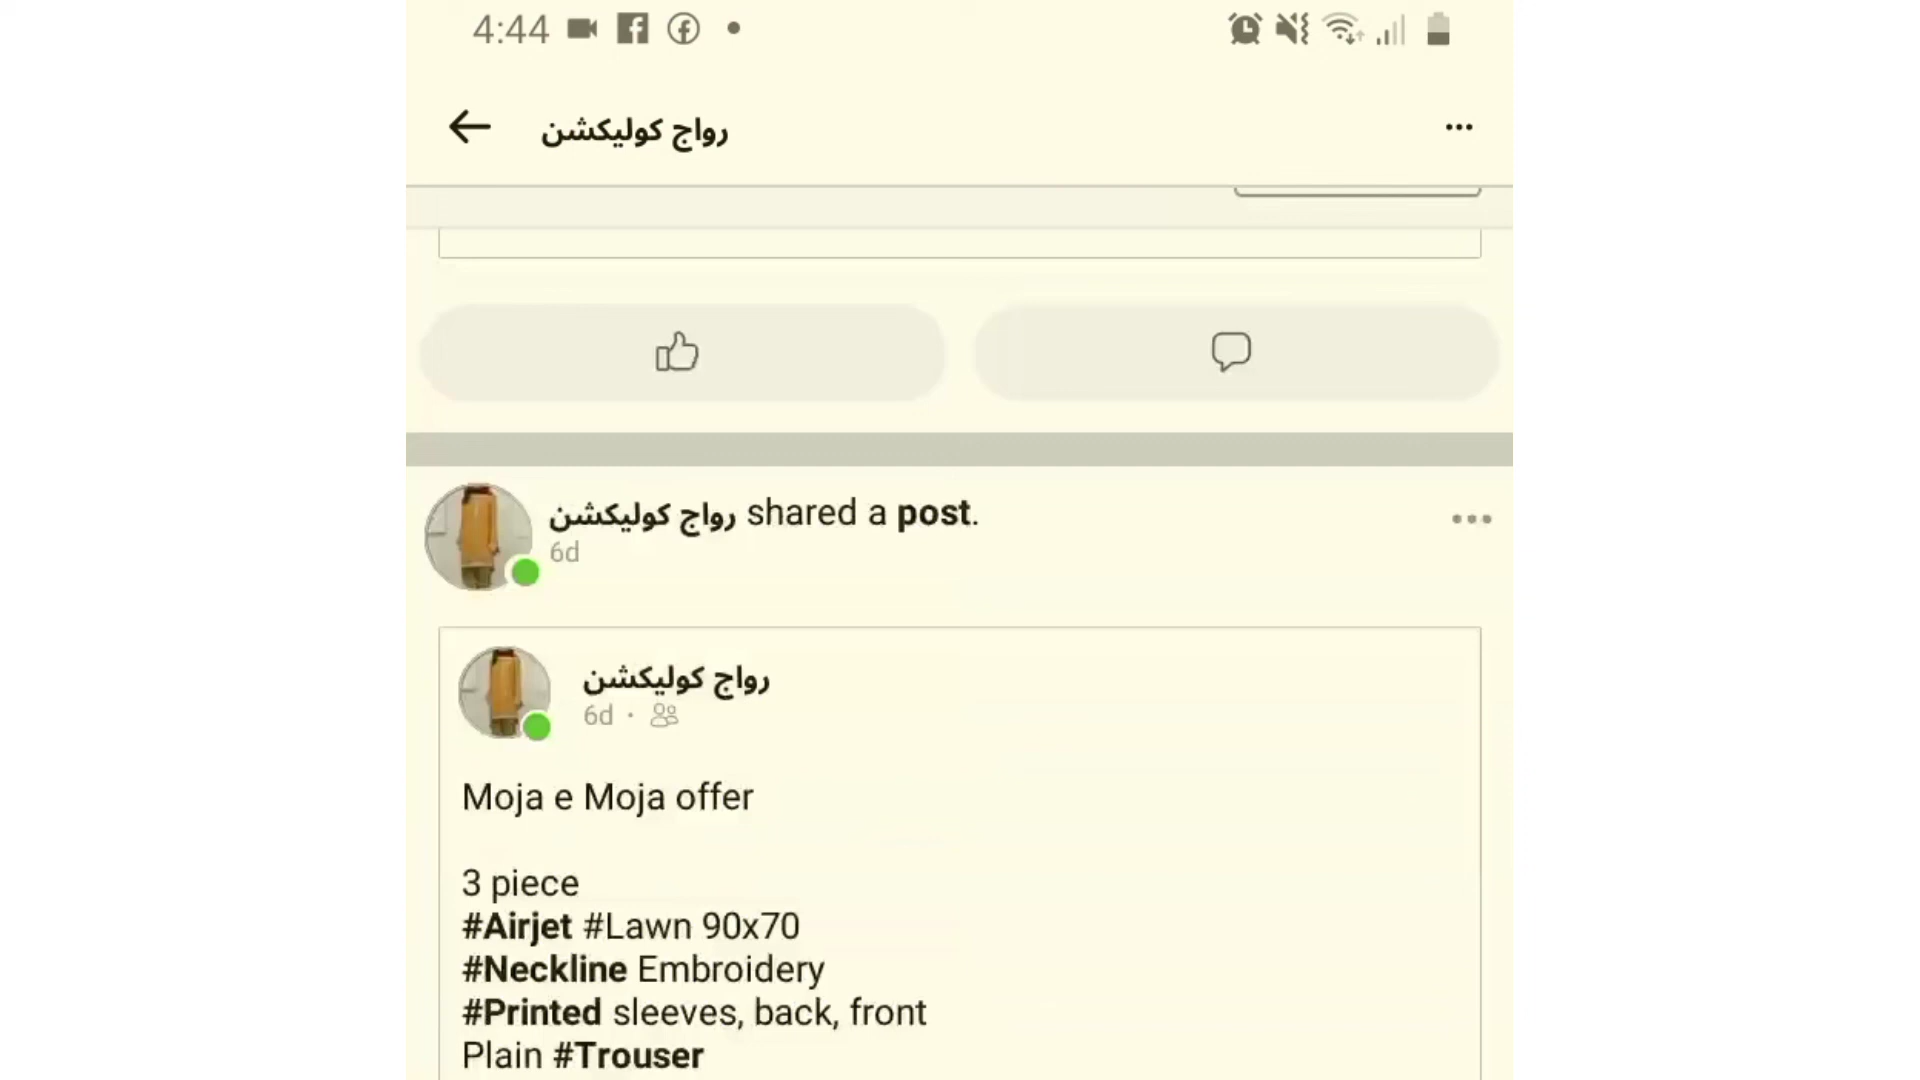 4:44
رواج کولیکشن
رواج کولیکشن shared a post.
6d
رواج کولیکشن
6d
Moja e Moja offer
3 piece
#Airjet #Lawn 90x70
#Neckline Embroidery
#Printed sleeves, back, front
Plain #Trouser